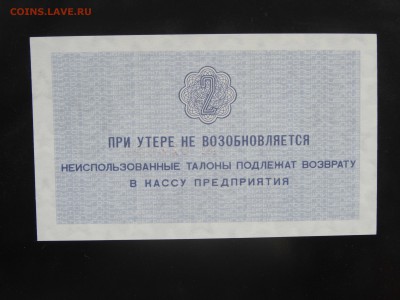 COINS.LAVE.RU
2
ПРИ УТЕРЕ НЕ ВОЗОБНОВЛЯЕТСЯ
НЕИСПОЛЬЗОВАННЫЕ ТАЛОНЫ ПОДЛЕЖАТ ВОЗВРАТУ
В КАССУ ПРЕДПРИЯТИЯ